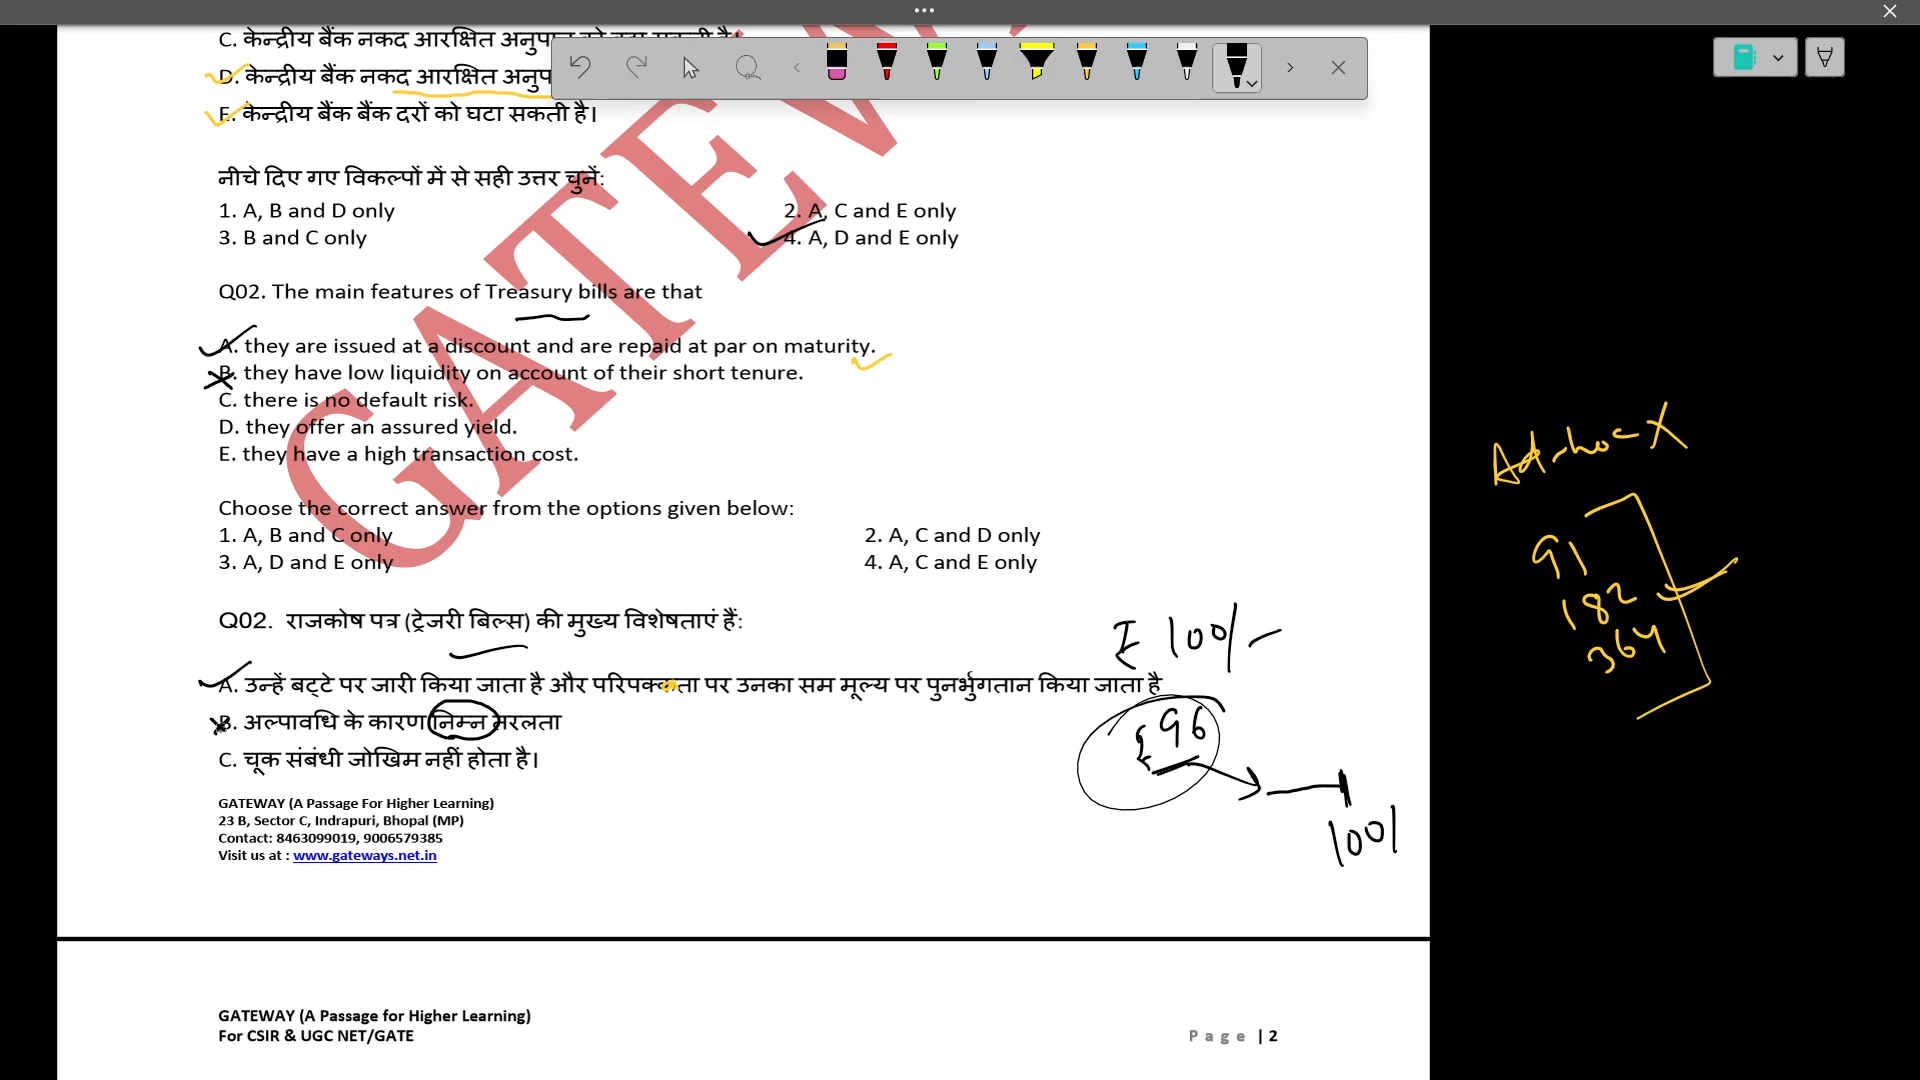 C. केन्द्रीय बैंक नकद आरक्षित अनुपात को घटा सकती है।
D. केन्द्रीय बैंक नकद आरक्षित अनुप
E. केन्द्रीय बैंक बैंक दरों को घटा सकती है।
नीचे दिए गए विकल्पों में से सही उत्तर चुनें:
1. A, B and D only 2. A, C and E only
3. B and C only 4. A, D and E only
Q02. The main features of Treasury bills are that
A. they are issued at a discount and are repaid at par on maturity.
B. they have low liquidity on account of their short tenure.
C. there is no default risk.
D. they offer an assured yield.
E. they have a high transaction cost.
Choose the correct answer from the options given below:
1. A, B and C only 2. A, C and D only
3. A, D and E only 4. A, C and E only
Q02. राजकोष पत्र (ट्रेजरी बिल्स) की मुख्य विशेषताएं हैं:
A. उन्हें बट्टे पर जारी किया जाता है और परिपक्कता पर उनका सम मूल्य पर पुनर्भुगतान किया जाता है
B. अल्पावधि के कारण निम्न तरलता
C. चूक संबंधी जोखिम नहीं होता है।
GATEWAY (A Passage For Higher Learning)
23 B, Sector C, Indrapuri, Bhopal (MP)
Contact: 8463099019, 9006579385
Visit us at : www.gateways.net.in
GATEWAY (A Passage for Higher Learning)
For CSIR & UGC NET/GATE
Page | 2
GATEW
₹ 100/-
₹96
100/
Ad-hoc X
91
182
364